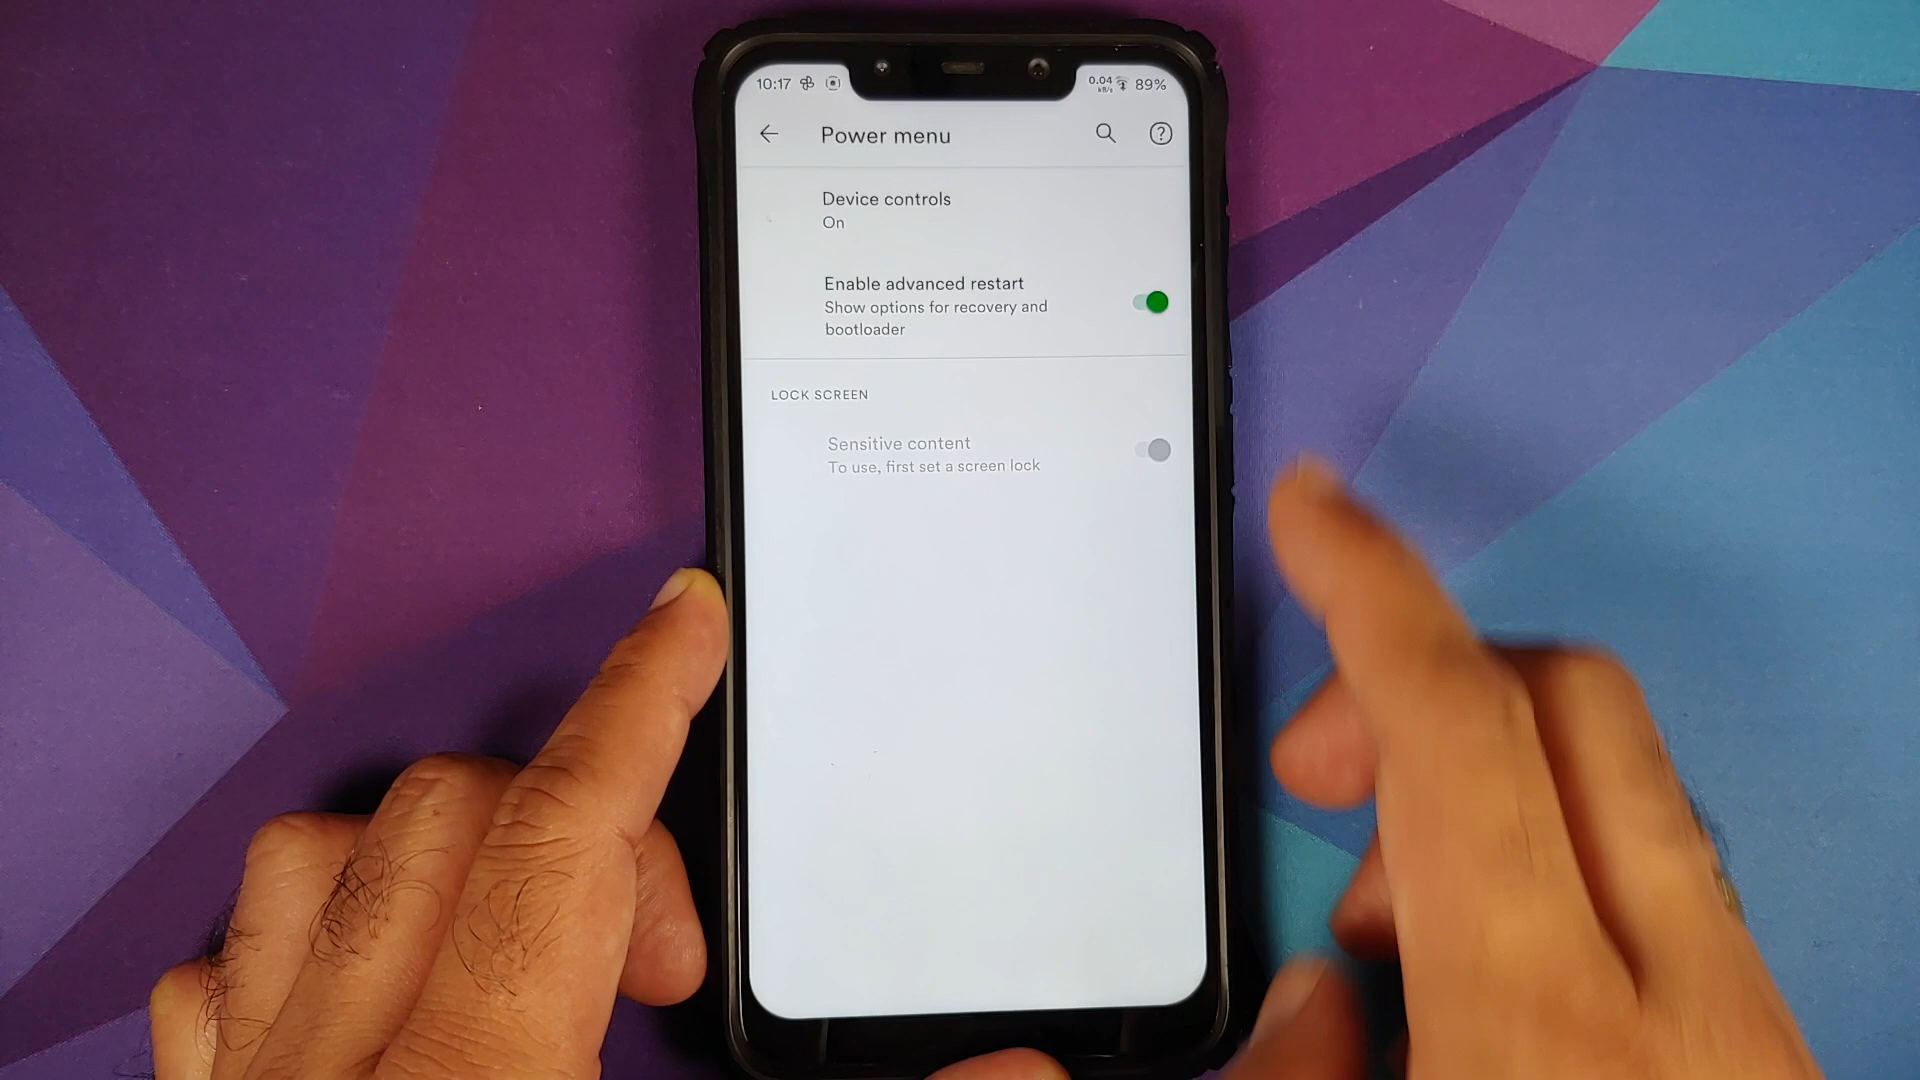 10:17 0.04 kB/s 89%
Power menu
Device controls
On
Enable advanced restart
Show options for recovery and
bootloader
LOCK SCREEN
Sensitive content
To use, first set a screen lock